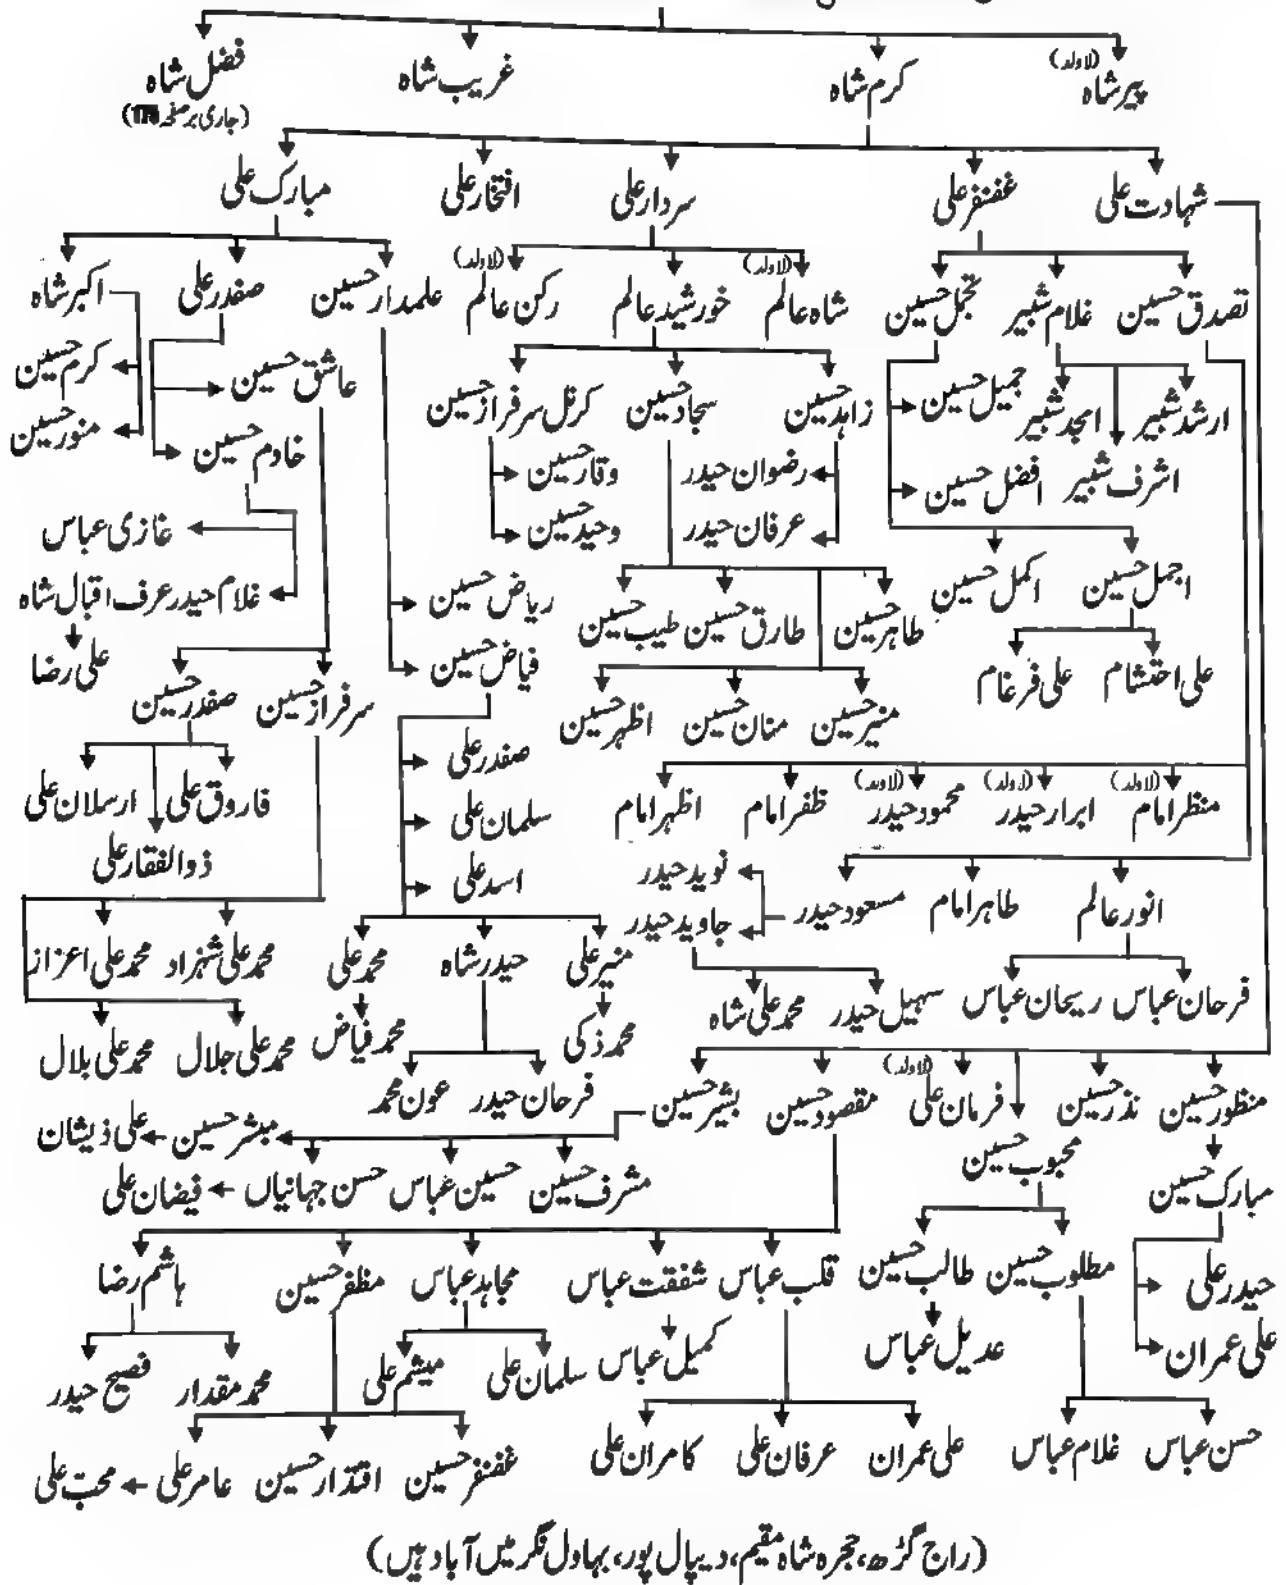 پیر شاہ (لاولد) کرم شاہ غریب شاہ فضل شاہ
(جاری بر صفحہ 176)
شہادت علی غضنفر علی سردار علی افتخار علی مبارک علی
تصدق حسین غلام شبیر تجمل حسین شاہ عالم (لاولد) خورشید عالم رکن عالم (لاولد) علمدار حسین صفدر علی اکبر شاہ
ارشد شبیر امجد شبیر جمیل حسین زاہد حسین سجاد حسین کرنل سرفراز حسین عاشق حسین کرم حسین
اشرف شبیر افضل حسین رضوان حیدر وقار حسین خادم حسین منور حسین
عرفان حیدر وحید حسین غازی عباس
اجمل حسین اکمل حسین طاہر حسین طارق حسین طیب حسین ریاض حسین غلام حیدر عرف اقبال شاہ
علی احتشام علی فرغام فیاض حسین علی رضا
منیر حسین منان حسین اظہر حسین سرفراز حسین صفدر حسین
صفدر علی
منظر امام (لاولد) ابرار حیدر (لاولد) محمود حیدر (لاولد) ظفر امام اظہر امام سلمان علی فاروق علی ارسلان علی
نوید حیدر اسد علی ذوالفقار علی
انور عالم طاہر امام مسعود حیدر جاوید حیدر
منیر علی حیدر شاہ محمد علی محمد علی شہزاد محمد علی اعزاز
فرحان عباس ریحان عباس سہیل حیدر محمد علی شاہ
محمد ذکی محمد فیاض محمد علی جلال محمد علی بلال
منظور حسین نذر حسین فرمان علی (لاولد) مقصود حسین بشیر حسین فرحان حیدر عون محمد
محبوب حسین مبشر حسین علی ذیشان
مبارک حسین مشرف حسین حسین عباس حسن جہانیاں فیضان علی
حیدر علی مطلوب حسین طالب حسین قلب عباس شفقت عباس مجاہد عباس مظفر حسین ہاشم رضا
علی عمران عدیل عباس کمیل عباس سلمان علی میثم علی محمد مقدار فصیح حیدر
حسن عباس غلام عباس علی عمران عرفان علی کامران علی غضنفر حسین اقتدار حسین عامر علی محب علی
(راج گڑھ، حجرہ شاہ مقیم، دیپال پور، بہاول نگر میں آباد ہیں)